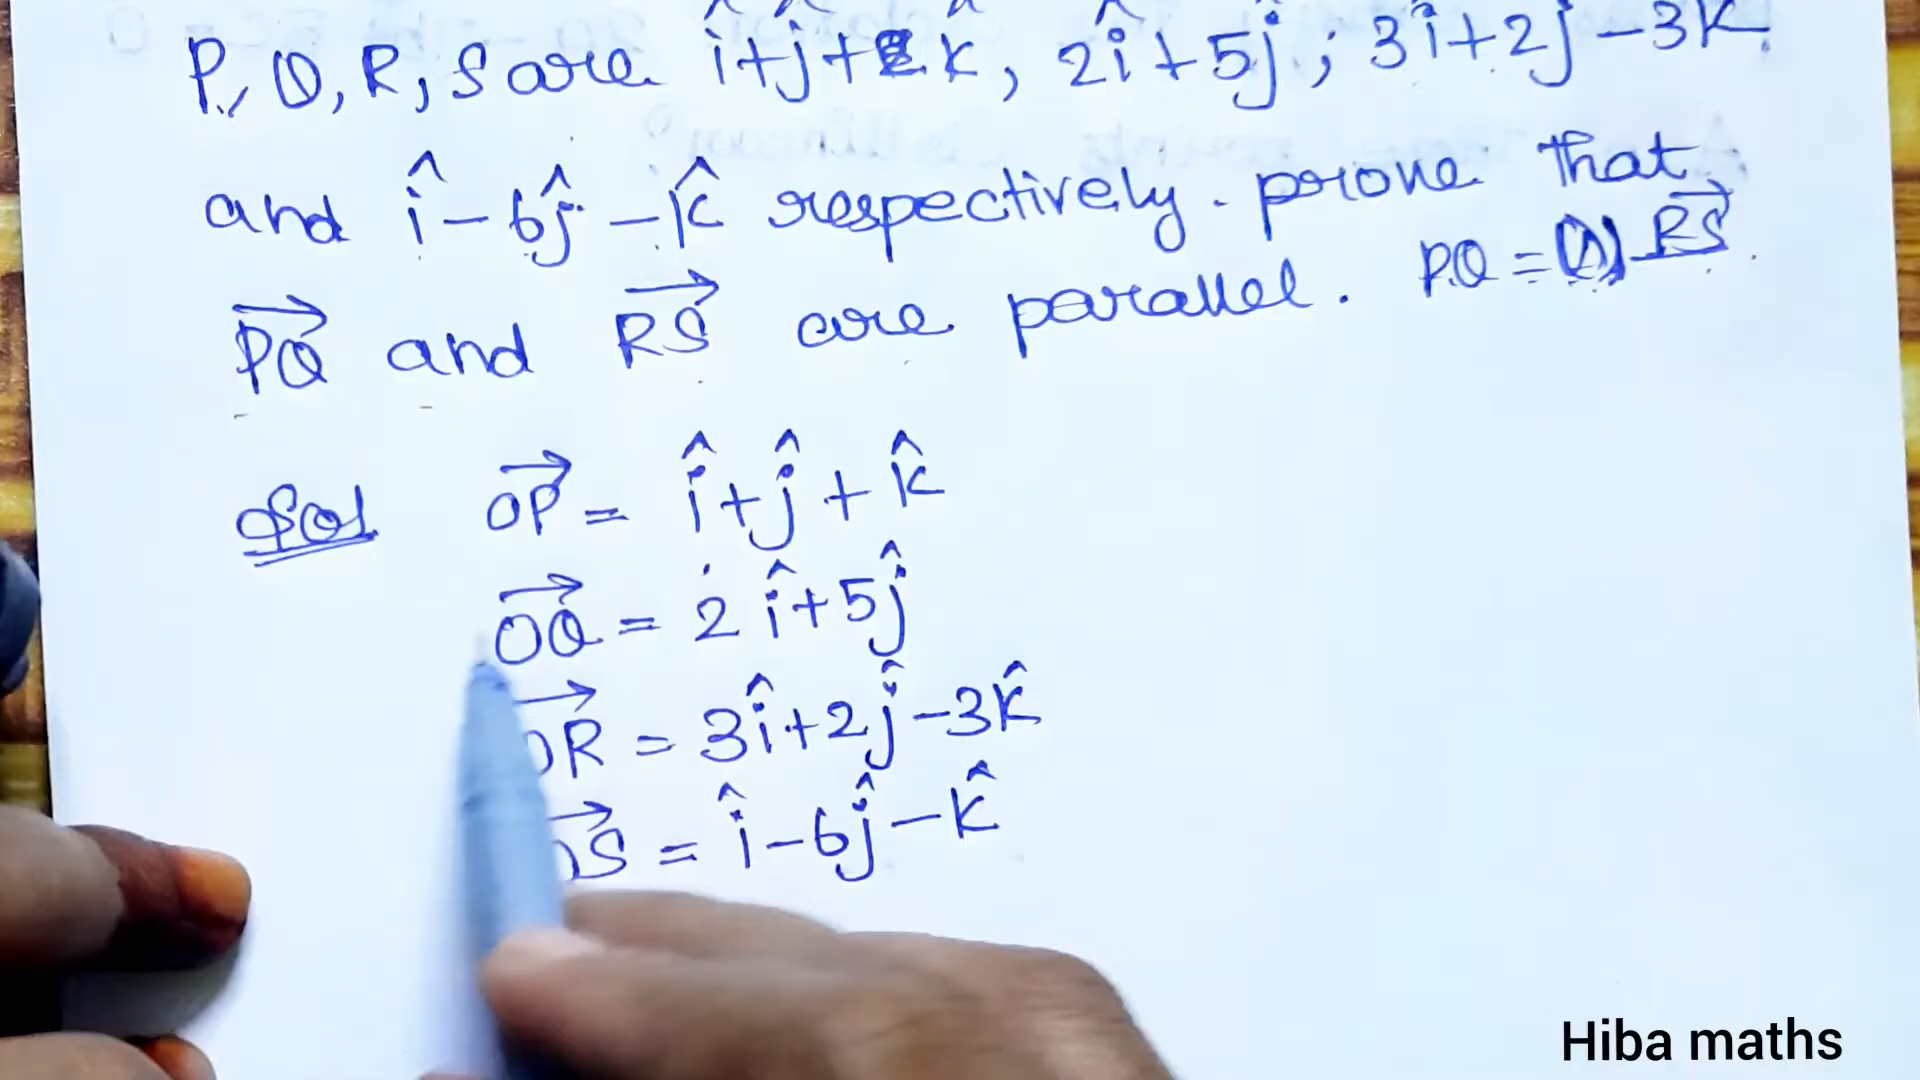 P, Q, R, S are î+ĵ+k̂, 2î+5ĵ, 3î+2ĵ-3k̂
and î-6ĵ-k̂ respectively. prove that
PQ⃗ and RS⃗ are parallel. PQ = (λ) RS⃗
Sol OP⃗ = î+ĵ+k̂
OQ⃗ = 2î+5ĵ
OR⃗ = 3î+2ĵ-3k̂
OS⃗ = î-6ĵ-k̂
Hiba maths